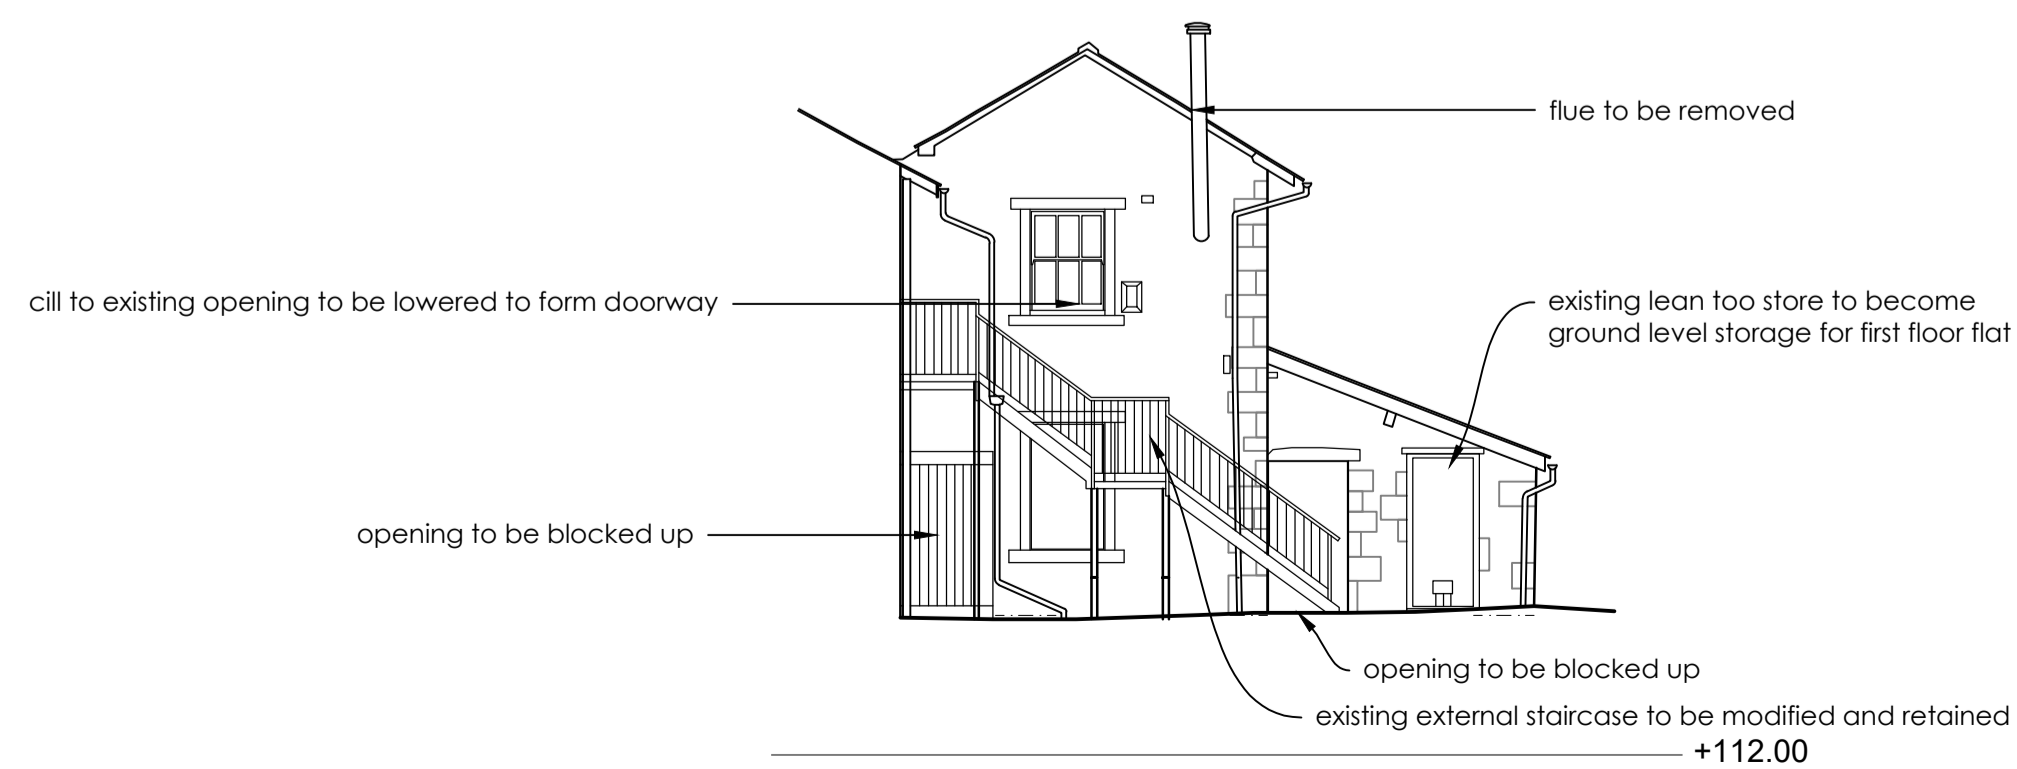 flue to be removed
cill to existing opening to be lowered to form doorway
existing lean too store to become
ground level storage for first floor flat
opening to be blocked up
opening to be blocked up
existing external staircase to be modified and retained
+112.00